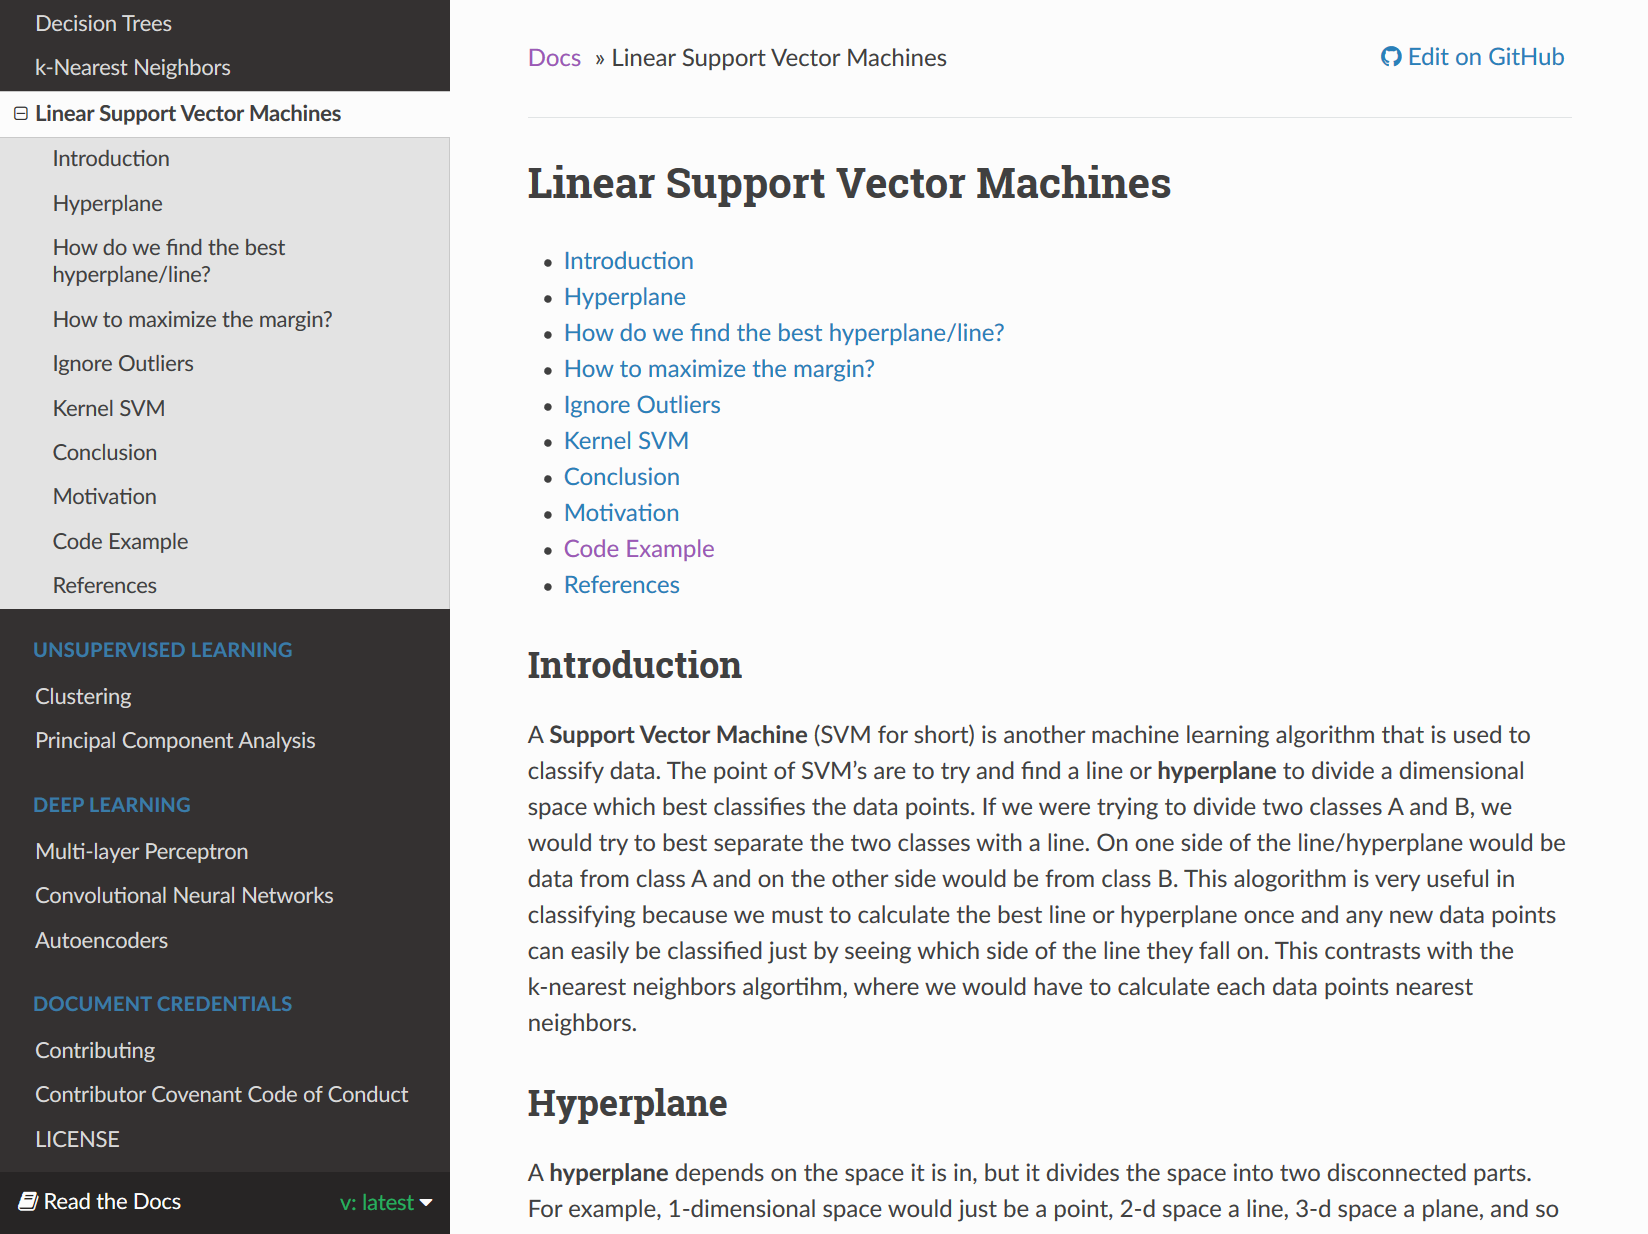 Decision Trees
k-Nearest Neighbors
Linear Support Vector Machines
Introduction
Hyperplane
How do we find the best
hyperplane/line?
How to maximize the margin?
Ignore Outliers
Kernel SVM
Conclusion
Motivation
Code Example
References
UNSUPERVISED LEARNING
Clustering
Principal Component Analysis
DEEP LEARNING
Multi-layer Perceptron
Convolutional Neural Networks
Autoencoders
DOCUMENT CREDENTIALS
Contributing
Contributor Covenant Code of Conduct
LICENSE
Read the Docs v: latest
Docs » Linear Support Vector Machines Edit on GitHub
Linear Support Vector Machines
• Introduction
• Hyperplane
• How do we find the best hyperplane/line?
• How to maximize the margin?
• Ignore Outliers
• Kernel SVM
• Conclusion
• Motivation
• Code Example
• References
Introduction
A Support Vector Machine (SVM for short) is another machine learning algorithm that is used to
classify data. The point of SVM’s are to try and find a line or hyperplane to divide a dimensional
space which best classifies the data points. If we were trying to divide two classes A and B, we
would try to best separate the two classes with a line. On one side of the line/hyperplane would be
data from class A and on the other side would be from class B. This alogorithm is very useful in
classifying because we must to calculate the best line or hyperplane once and any new data points
can easily be classified just by seeing which side of the line they fall on. This contrasts with the
k-nearest neighbors algortihm, where we would have to calculate each data points nearest
neighbors.
Hyperplane
A hyperplane depends on the space it is in, but it divides the space into two disconnected parts.
For example, 1-dimensional space would just be a point, 2-d space a line, 3-d space a plane, and so